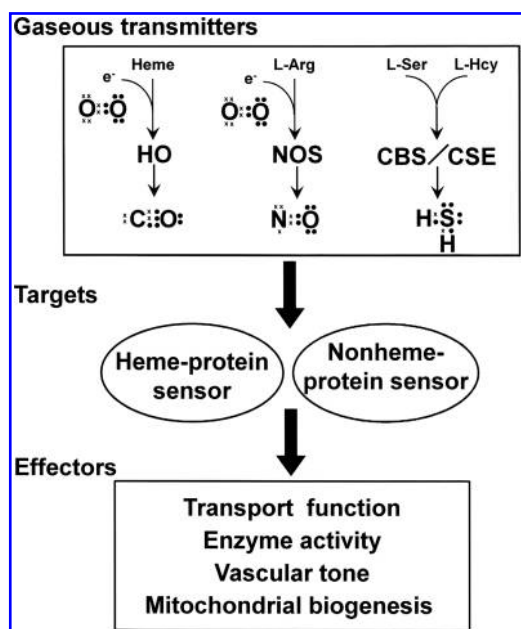 Gaseous transmitters
Heme L-Arg L-Ser L-Hcy
e- e-
O::O O::O
HO NOS CBS/CSE
C:::O: N::O H:S:
H
Targets
Heme-protein
sensor
Nonheme-
protein sensor
Effectors
Transport function
Enzyme activity
Vascular tone
Mitochondrial biogenesis